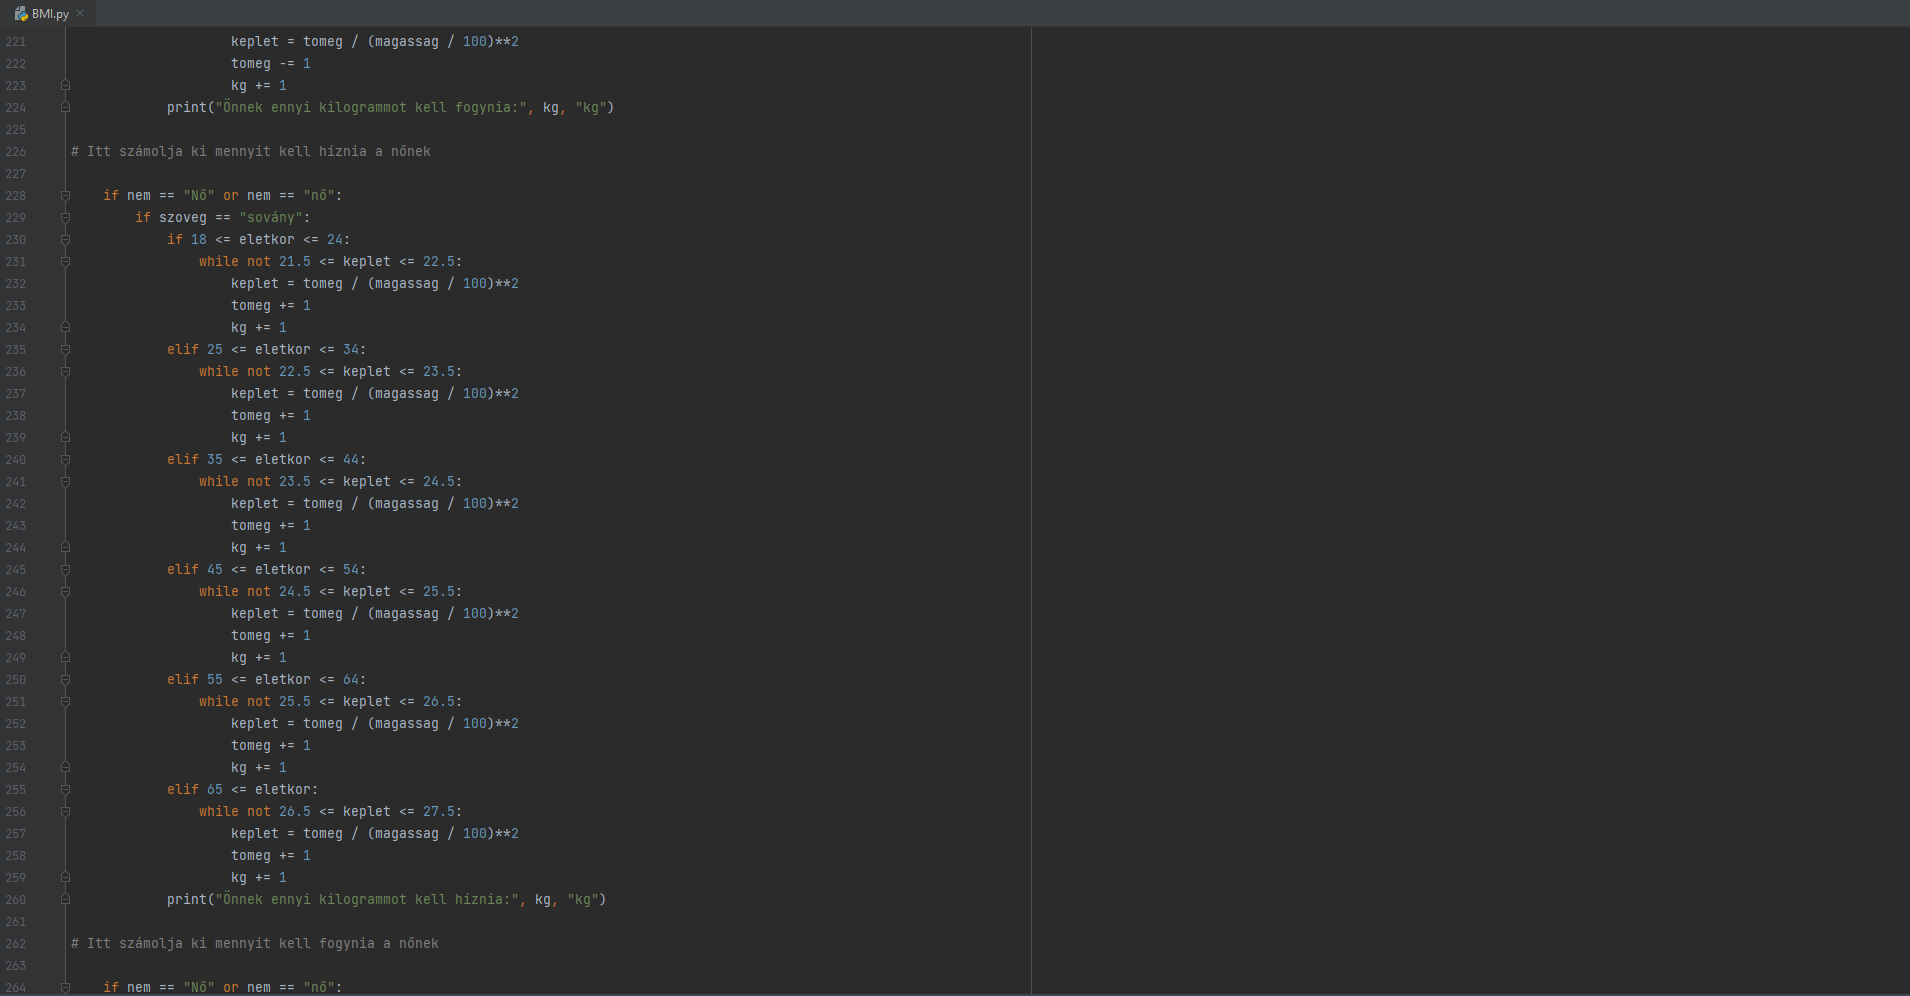 BMI.py
221 keplet = tomeg / (magassag / 100)**2
222 tomeg -= 1
223 kg += 1
224 print("Önnek ennyi kilogrammot kell fogynia:", kg, "kg")
225
226 # Itt számolja ki mennyit kell híznia a nőnek
227
228 if nem == "Nő" or nem == "nő":
229 if szoveg == "sovány":
230 if 18 <= eletkor <= 24:
231 while not 21.5 <= keplet <= 22.5:
232 keplet = tomeg / (magassag / 100)**2
233 tomeg += 1
234 kg += 1
235 elif 25 <= eletkor <= 34:
236 while not 22.5 <= keplet <= 23.5:
237 keplet = tomeg / (magassag / 100)**2
238 tomeg += 1
239 kg += 1
240 elif 35 <= eletkor <= 44:
241 while not 23.5 <= keplet <= 24.5:
242 keplet = tomeg / (magassag / 100)**2
243 tomeg += 1
244 kg += 1
245 elif 45 <= eletkor <= 54:
246 while not 24.5 <= keplet <= 25.5:
247 keplet = tomeg / (magassag / 100)**2
248 tomeg += 1
249 kg += 1
250 elif 55 <= eletkor <= 64:
251 while not 25.5 <= keplet <= 26.5:
252 keplet = tomeg / (magassag / 100)**2
253 tomeg += 1
254 kg += 1
255 elif 65 <= eletkor:
256 while not 26.5 <= keplet <= 27.5:
257 keplet = tomeg / (magassag / 100)**2
258 tomeg += 1
259 kg += 1
260 print("Önnek ennyi kilogrammot kell híznia:", kg, "kg")
261
262 # Itt számolja ki mennyit kell fogynia a nőnek
263
264 if nem == "Nő" or nem == "nő":